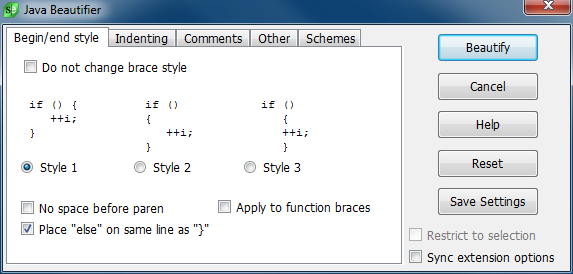 Java Beautifier
Begin/end style Indenting Comments Other Schemes
Do not change brace style
if () {
++i;
}
Style 1
if ()
{
++i;
}
Style 2
if ()
{
++i;
}
Style 3
No space before paren
Apply to function braces
Place "else" on same line as "}"
Beautify
Cancel
Help
Reset
Save Settings
Restrict to selection
Sync extension options